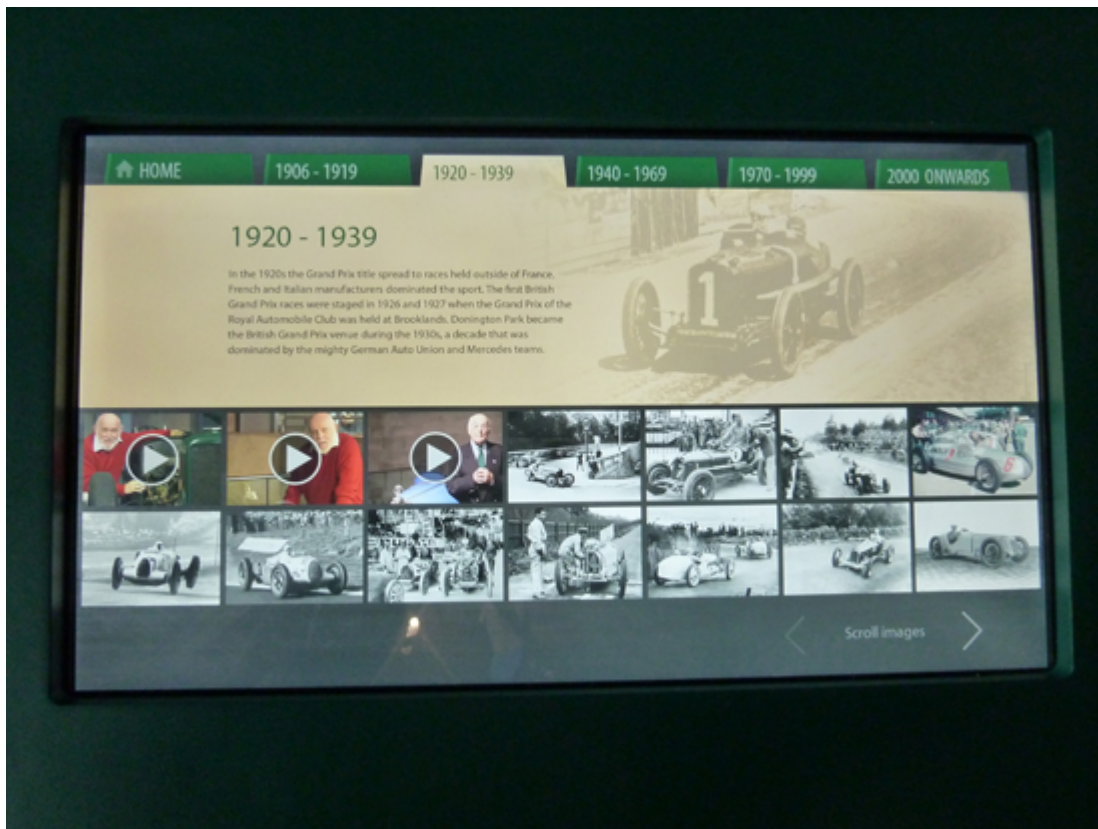 HOME 1906 - 1919 1920 - 1939 1940 - 1969 1970 - 1999 2000 ONWARDS
1920 - 1939
In the 1920s the Grand Prix title spread to races held outside of France.
French and Italian manufacturers dominated the sport. The first British
Grand Prix races were staged in 1926 and 1927 when the Grand Prix of the
Royal Automobile Club was held at Brooklands. Donington Park became
the British Grand Prix venue during the 1930s, a decade that was
dominated by the mighty German Auto Union and Mercedes teams.
1
6
Scroll images